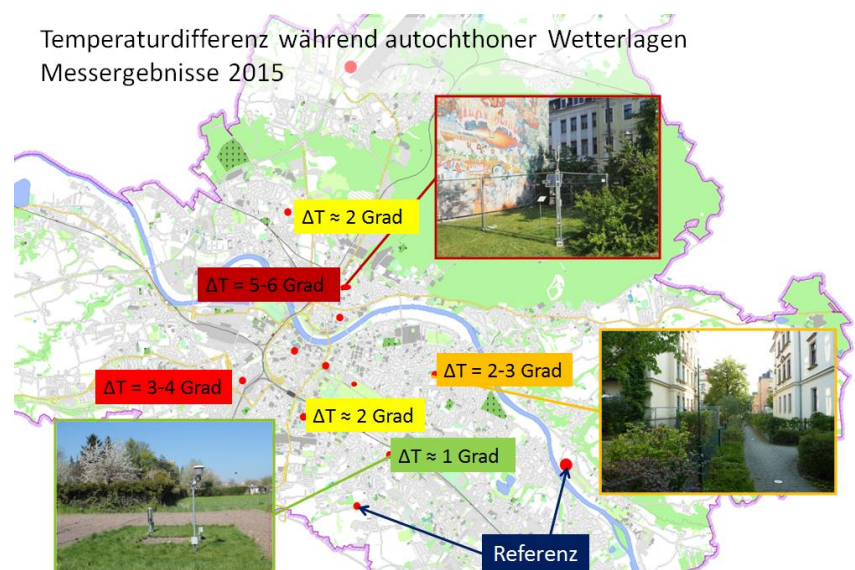 Temperaturdifferenz während autochthoner Wetterlagen
Messergebnisse 2015
ΔT ≈ 2 Grad
ΔT = 5-6 Grad
ΔT = 2-3 Grad
ΔT = 3-4 Grad
ΔT ≈ 2 Grad
ΔT ≈ 1 Grad
Referenz